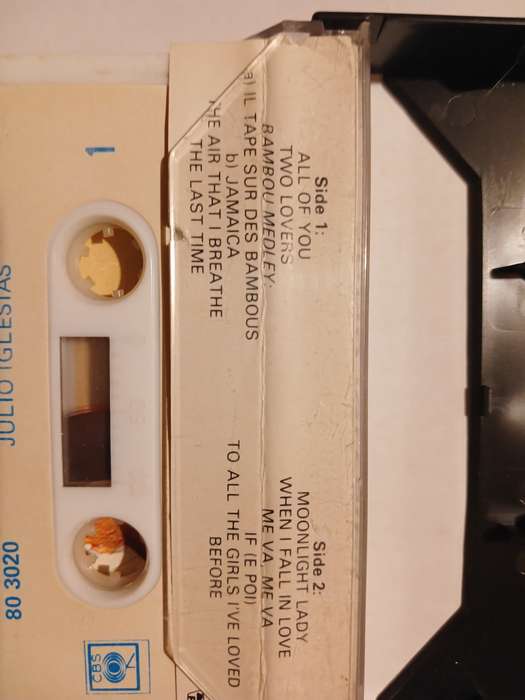 Side 1:
ALL OF YOU
TWO LOVERS
BAMBOU MEDLEY:
a) IL TAPE SUR DES BAMBOUS
b) JAMAICA
THE AIR THAT I BREATHE
THE LAST TIME
Side 2:
MOONLIGHT LADY
WHEN I FALL IN LOVE
ME VA, ME VA
IF (E POI)
TO ALL THE GIRLS I'VE LOVED
BEFORE
1
JULIO IGLESIAS
80 3020
CBS